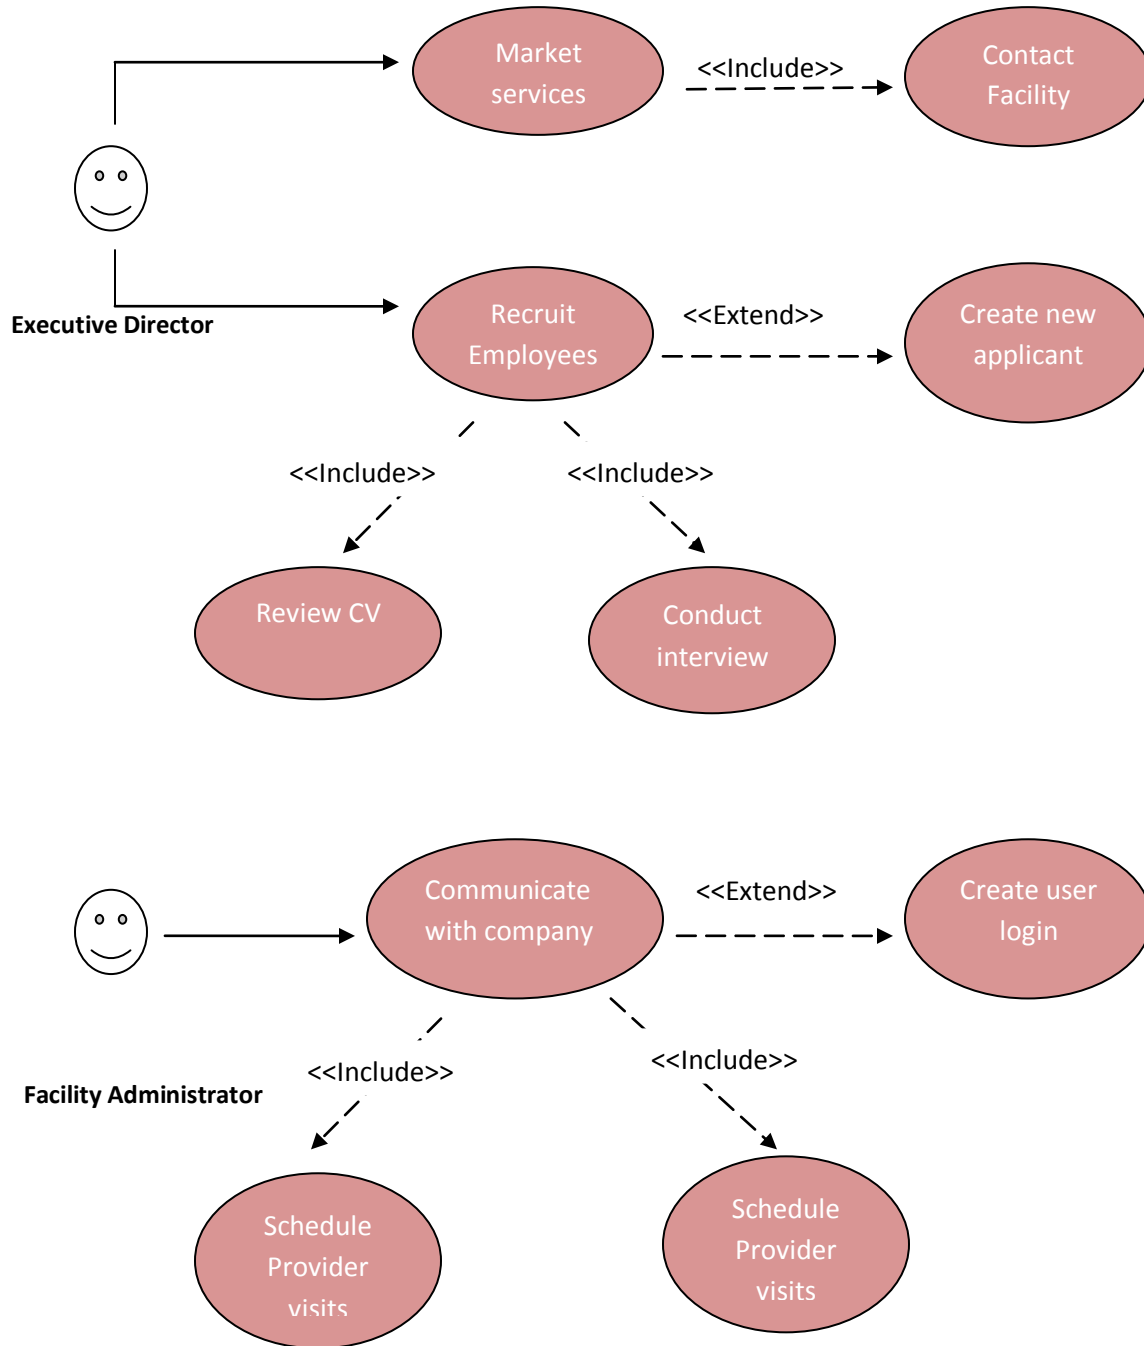 Market
services
<<Include>>
Contact
Facility
Executive Director
Recruit
Employees
<<Extend>>
Create new
applicant
<<Include>>
<<Include>>
Review CV
Conduct
interview
Communicate
with company
<<Extend>>
Create user
login
<<Include>>
<<Include>>
Facility Administrator
Schedule
Provider
visits
Schedule
Provider
visits